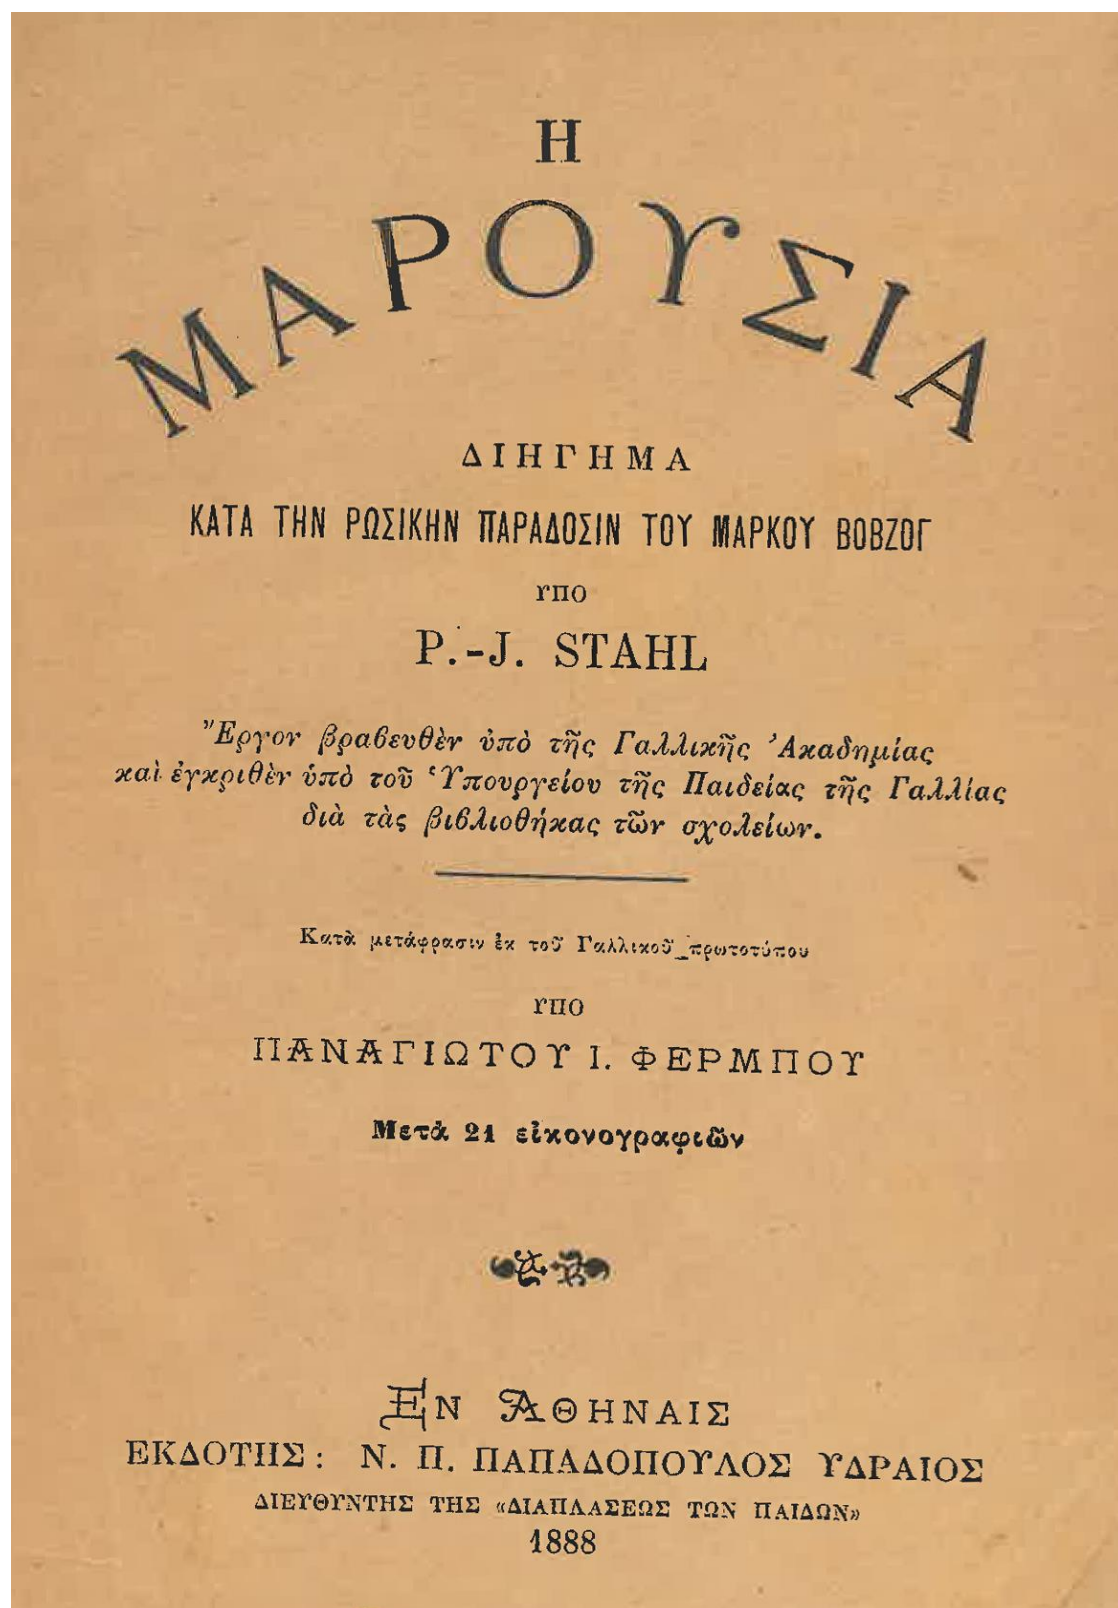 Η
ΜΑΡΟΥΣΙΑ
ΔΙΗΓΗΜΑ
ΚΑΤΑ ΤΗΝ ΡΩΣΙΚΗΝ ΠΑΡΑΔΟΣΙΝ ΤΟΥ ΜΑΡΚΟΥ ΒΟΒΖΟΓ
ΥΠΟ
P.-J. STAHL
Ἔργον βραβευθὲν ὑπὸ τῆς Γαλλικῆς Ἀκαδημίας
καὶ ἐγκριθὲν ὑπὸ τοῦ Ὑπουργείου τῆς Παιδείας τῆς Γαλλίας
διὰ τὰς βιβλιοθήκας τῶν σχολείων.
Κατὰ μετάφρασιν ἐκ τοῦ Γαλλικοῦ πρωτοτύπου
ΥΠΟ
ΠΑΝΑΓΙΩΤΟΥ Ι. ΦΕΡΜΠΟΥ
Μετὰ 21 εἰκονογραφιῶν
ΕΝ ΑΘΗΝΑΙΣ
ΕΚΔΟΤΗΣ: Ν. Π. ΠΑΠΑΔΟΠΟΥΛΟΣ ΥΔΡΑΙΟΣ
ΔΙΕΥΘΥΝΤΗΣ ΤΗΣ «ΔΙΑΠΛΑΣΕΩΣ ΤΩΝ ΠΑΙΔΩΝ»
1888